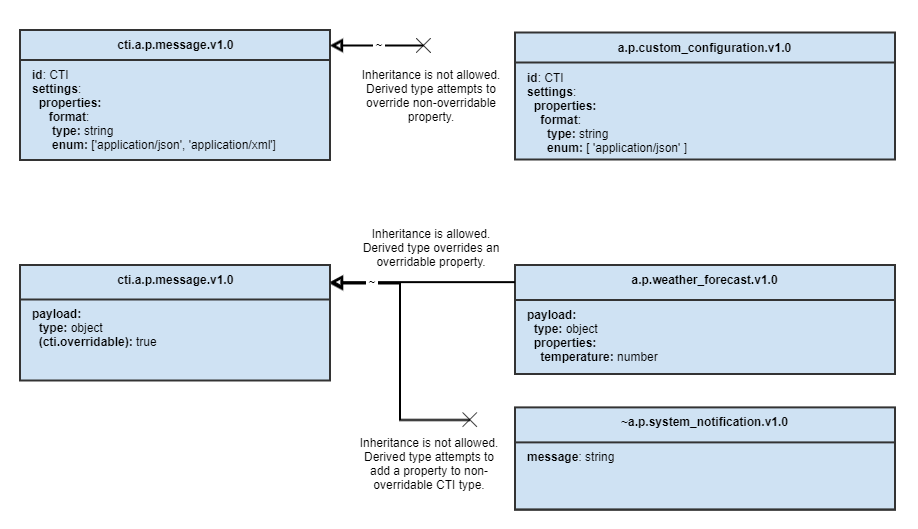 cti.a.p.message.v1.0
id: CTI
settings:
properties:
format:
type: string
enum: ['application/json', 'application/xml']
~
Inheritance is not allowed.
Derived type attempts to
override non-overridable
property.
a.p.custom_configuration.v1.0
id: CTI
settings:
properties:
format:
type: string
enum: [ 'application/json' ]
cti.a.p.message.v1.0
payload:
type: object
(cti.overridable): true
Inheritance is allowed.
Derived type overrides an
overridable property.
~
a.p.weather_forecast.v1.0
payload:
type: object
properties:
temperature: number
Inheritance is not allowed.
Derived type attempts to
add a property to non-
overridable CTI type.
~a.p.system_notification.v1.0
message: string